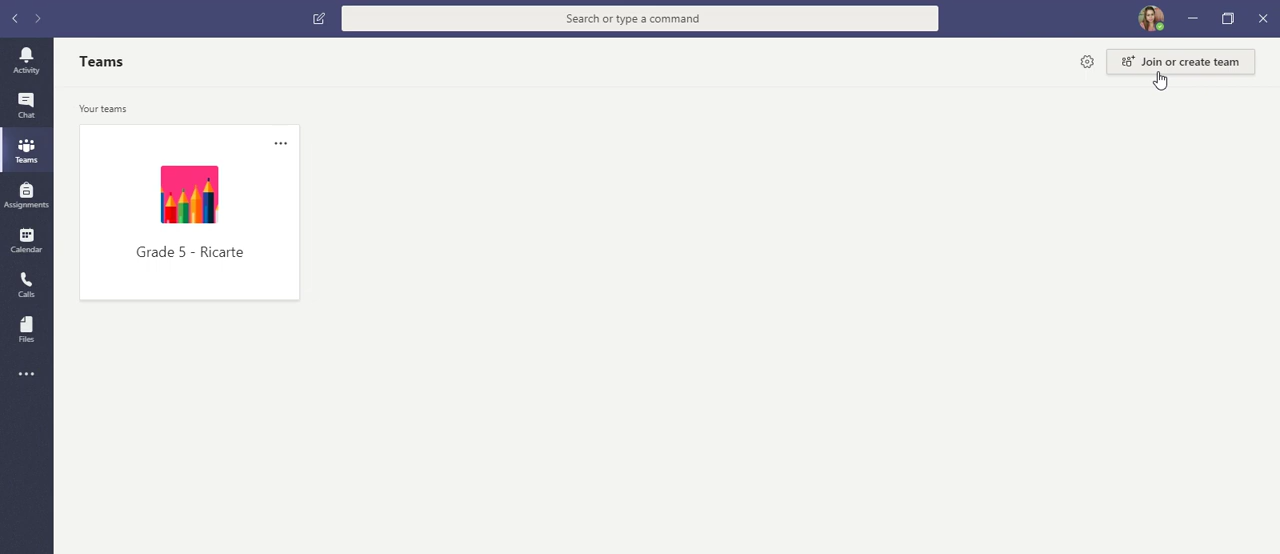 Search or type a command
Activity
Chat
Teams
Assignments
Calendar
Calls
Files
Teams
Join or create team
Your teams
Grade 5 - Ricarte